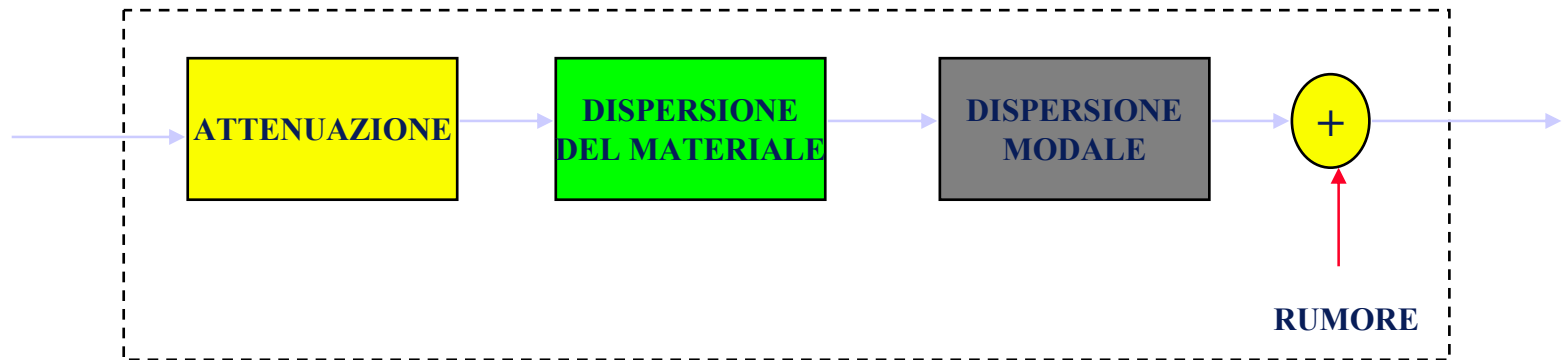 ATTENUAZIONE
DISPERSIONE
DEL MATERIALE
DISPERSIONE
MODALE
+
RUMORE